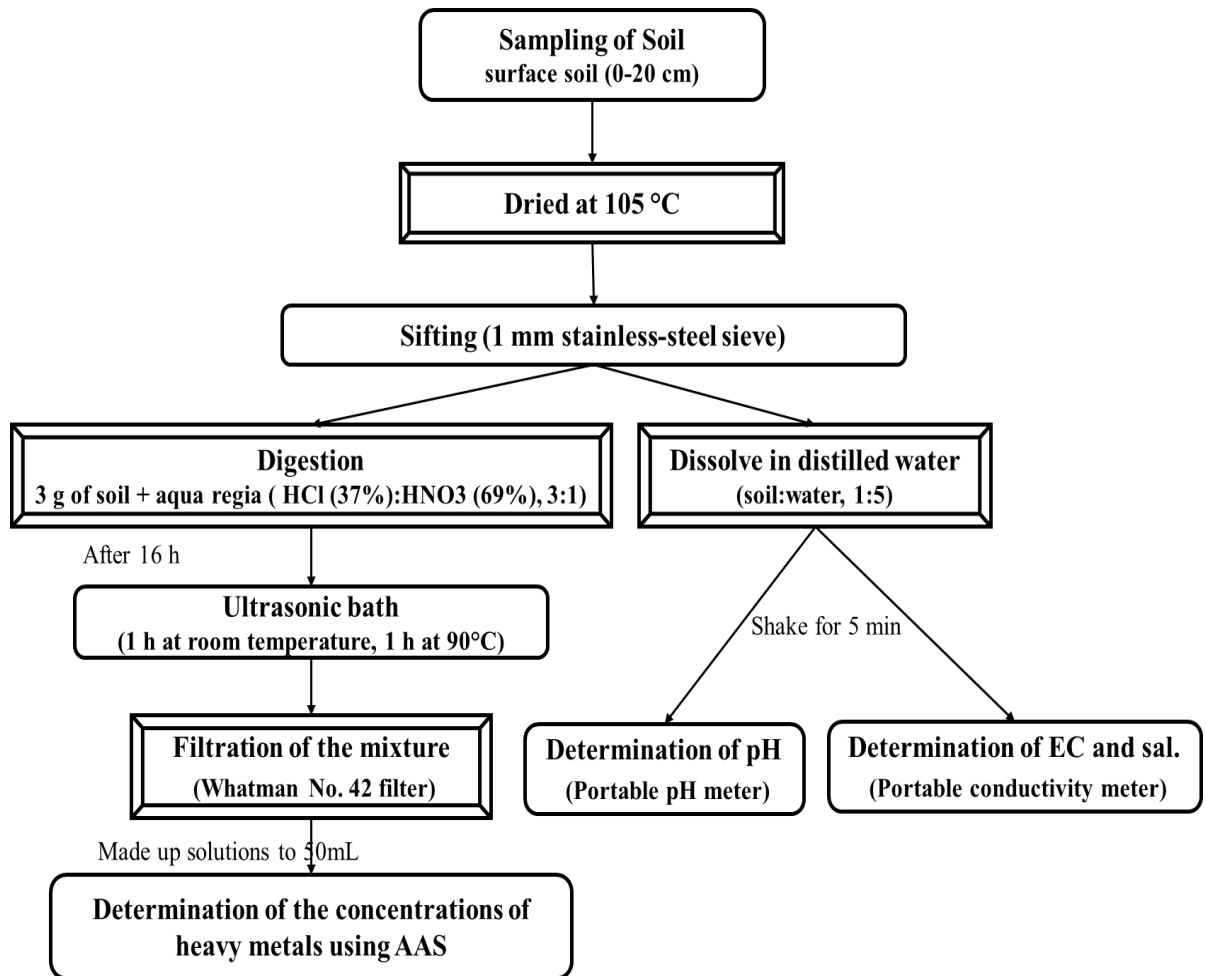 Sampling of Soil
surface soil (0-20 cm)
Dried at 105 °C
Sifting (1 mm stainless-steel sieve)
Digestion
3 g of soil + aqua regia ( HCl (37%):HNO3 (69%), 3:1)
Dissolve in distilled water
(soil:water, 1:5)
After 16 h
Ultrasonic bath
(1 h at room temperature, 1 h at 90°C)
Shake for 5 min
Filtration of the mixture
(Whatman No. 42 filter)
Determination of pH
(Portable pH meter)
Determination of EC and sal.
(Portable conductivity meter)
Made up solutions to 50mL
Determination of the concentrations of
heavy metals using AAS